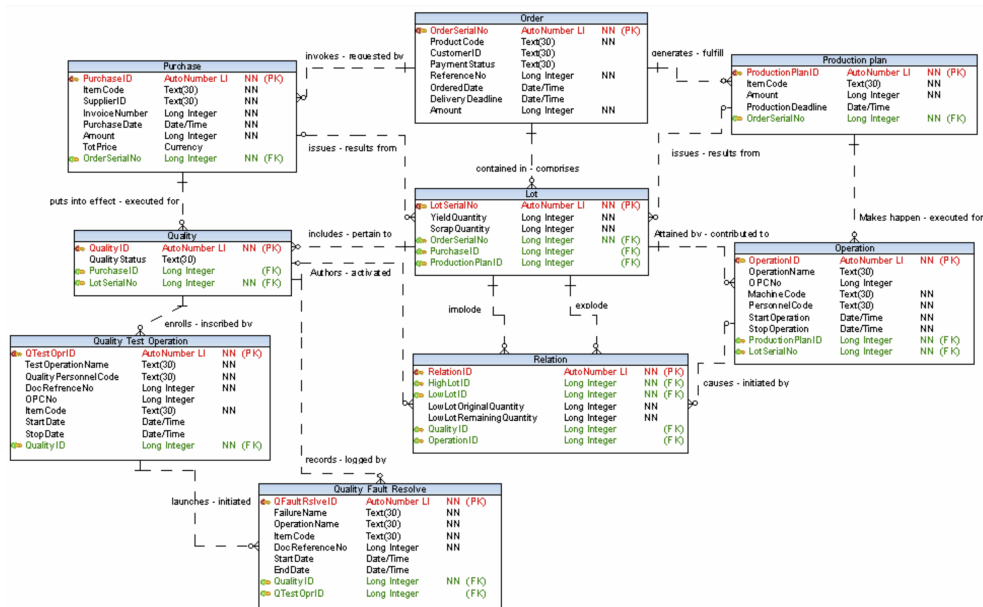 Order
OrderSerialNo AutoNumber LI NN (PK)
ProductCode Text(30) NN
CustomerID Text(30)
PaymentStatus Text(30)
ReferenceNo Long Integer NN
OrderedDate Date/Time
Delivery Deadline Date/Time
Amount Long Integer NN
invokes - requested by
generates - fulfill
Purchase
PurchaseID AutoNumber LI NN (PK)
ItemCode Text(30) NN
SupplierID Text(30) NN
InvoiceNumber Long Integer NN
PurchaseDate Date/Time NN
Amount Long Integer NN
TotPrice Currency
OrderSerialNo Long Integer NN (FK)
Production plan
ProductionPlanID AutoNumber LI NN (PK)
ItemCode Text(30) NN
Amount Long Integer NN
ProductionDeadline Date/Time
OrderSerialNo Long Integer NN (FK)
issues - results from
issues - results from
contained in - comprises
puts into effect - executed for
Makes happen - executed for
Lot
LotSerialNo AutoNumber LI NN (PK)
YieldQuantity Long Integer NN
ScrapQuantity Long Integer NN
OrderSerialNo Long Integer NN (FK)
PurchaseID Long Integer (FK)
ProductionPlanID Long Integer (FK)
Quality
QualityID AutoNumber LI NN (PK)
QualityStatus Text(30)
PurchaseID Long Integer (FK)
LotSerialNo Long Integer NN (FK)
includes - pertain to
Authors - activated
Attained by - contributed to
Operation
OperationID AutoNumber LI NN (PK)
OperationName Text(30)
OPCNo Long Integer
MachineCode Text(30) NN
PersonnelCode Text(30) NN
StartOperation Date/Time NN
StopOperation Date/Time NN
ProductionPlanID Long Integer NN (FK)
LotSerialNo Long Integer NN (FK)
implode
explode
enrolls - inscribed by
Quality Test Operation
QTestOprID AutoNumber LI NN (PK)
TestOperationName Text(30) NN
QualityPersonnelCode Text(30) NN
DocRefrenceNo Long Integer NN
OPCNo Long Integer
ItemCode Text(30) NN
StartDate Date/Time
StopDate Date/Time
QualityID Long Integer NN (FK)
Relation
RelationID AutoNumber LI NN (PK)
HighLotID Long Integer NN (FK)
LowLotID Long Integer NN (FK)
LowLotOriginalQuantity Long Integer NN
LowLotRemainingQuantity Long Integer NN
QualityID Long Integer (FK)
OperationID Long Integer (FK)
causes - initiated by
records - logged by
launches - initiated
Quality Fault Resolve
QFaultRslveID AutoNumber LI NN (PK)
FailureName Text(30) NN
OperationName Text(30) NN
ItemCode Text(30) NN
DocReferenceNo Long Integer NN
StartDate Date/Time
EndDate Date/Time
QualityID Long Integer NN (FK)
QTestOprID Long Integer (FK)